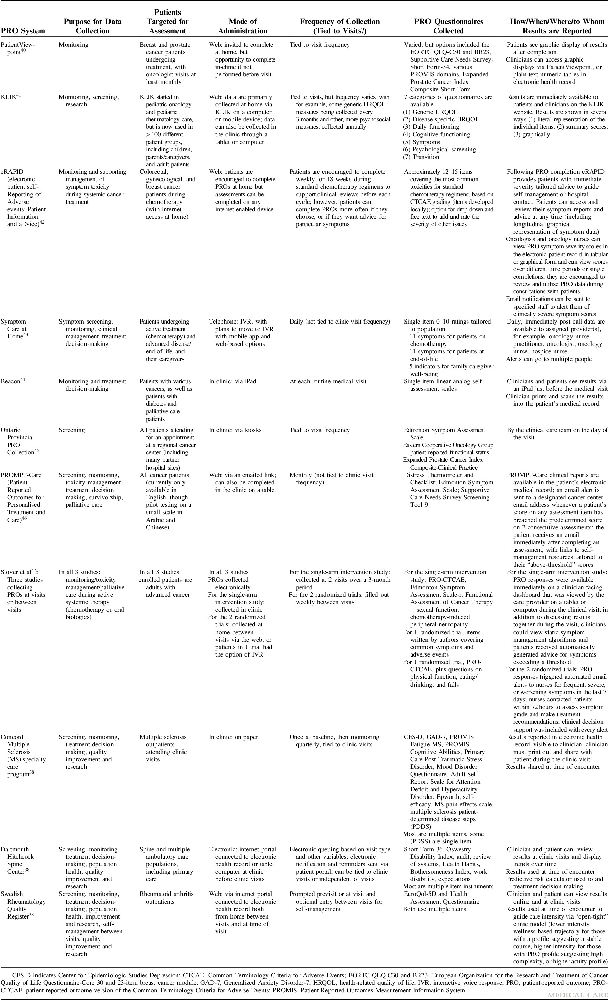 PRO System
Purpose for Data
Collection
Patients
Targeted for
Assessment
Mode of
Administration
Frequency of Collection
(Tied to Visits?)
PRO Questionnaires
Collected
How/When/Where/to Whom
Results are Reported
PatientView-
point40
Monitoring
Breast and prostate
cancer patients
undergoing
treatment, with
oncologist visits at
least monthly
Web: invited to complete
at home, but
opportunity to complete
in-clinic if not
performed before visit
Tied to visit frequency
Varied, but options included the
EORTC QLQ-C30 and BR23,
Supportive Care Needs Survey-
Short Form-34, various
PROMIS domains, Expanded
Prostate Cancer Index
Composite-Short Form
Patients see graphic display of results
after completion
Clinicians can access graphic
displays via PatientViewpoint, or
plain text numeric tables in
electronic health record
KLIK41
Monitoring, screening,
research
KLIK started in
pediatric oncology
and pediatric
rheumatology care,
but is now used in
> 100 different
patient groups,
including children,
parents/caregivers,
and adult patients
Web: data are primarily
collected at home via
KLIK on a computer
or mobile device; data
can also be collected in
the clinic through a
tablet or computer
Tied to visits, but frequency varies, with
for example, some generic HRQOL
measures being collected every
3 months and other, more psychosocial
measures, collected annually
7 categories of questionnaires are
available
(1) Generic HRQOL
(2) Disease-specific HRQOL
(3) Daily functioning
(4) Cognitive functioning
(5) Symptoms
(6) Psychological screening
(7) Transition
Results are immediately available to
patients and clinicians on the KLIK
website. Results are shown in several
ways (1) literal representation of the
individual items, (2) summary scores,
(3) graphically
eRAPID
(electronic
patient self-
Reporting of
Adverse
events: Patient
Information
and aDvice)42
Monitoring and supporting
management of
symptom toxicity
during systemic cancer
treatment
Colorectal,
gynecological, and
breast cancer
patients during
chemotherapy
(with internet
access at home)
Web: patients are
encouraged to complete
PROs at home but
assessments can be
completed on any
internet enabled device
Patients are encouraged to complete
weekly for 18 weeks during
standard chemotherapy regimens to
support clinical reviews before each
cycle; however, patients can
complete PROs more often if they
choose, or if they want advice for
particular symptoms
Approximately 12–15 items
covering the most common
toxicities for standard
chemotherapy regimens; based on
CTCAE grading (items developed
locally); option for drop-down and
free text to add and rate the
severity of other issues
Following PRO completion eRAPID
provides patients with immediate
severity tailored advice to guide
self-management or hospital
contact. Patients can access and
review their symptom reports and
advice at any time (including
longitudinal graphical
representation of symptom data)
Oncologists and oncology nurses can
view PRO symptom severity scores in
the electronic patient record in tabular
or graphical form and can view scores
over different time periods or single
completions; they are encouraged to
review and utilize PRO data during
consultations with patients
Email notifications can be sent to
specified staff to alert them of
clinically severe symptom scores
Symptom
Care at
Home43
Symptom screening,
monitoring, clinical
management, treatment
decision-making
Patients undergoing
active treatment
(chemotherapy) and
advanced disease/
end-of-life, and
their caregivers
Telephone: IVR, with
plans to move to IVR
with mobile app and
web-based options
Daily (not tied to clinic visit frequency)
Single item 0–10 ratings tailored
to population
11 symptoms for patients on
chemotherapy
11 symptoms for patients at
end-of-life
5 indicators for family caregiver
well-being
Daily, immediately post call data are
available to assigned provider(s),
for example, oncology nurse
practitioner, oncologist, oncology
nurse, hospice nurse
Alerts can go to multiple people
Beacon44
Monitoring and treatment
decision-making
Patients with various
cancers, as well as
patients with
diabetes and
palliative care
patients
In clinic: via iPad
At each routine medical visit
Single item linear analog self-
assessment scales
Clinicians and patients see results via
an iPad just before the medical visit
Clinician prints and scans the results
into the patient's medical record
Ontario
Provincial
PRO
Collection45
Screening
All patients attending
for an appointment
at a regional cancer
center (including
many partner
hospital sites)
In clinic: via kiosks
Tied to visit frequency
Edmonton Symptom Assessment
Scale
Eastern Cooperative Oncology Group
patient-reported functional status
Expanded Prostate Cancer Index
Composite-Clinical Practice
By the clinical care team on the day of
the visit
PROMPT-Care
(Patient
Reported
Outcomes for
Personalised
Treatment and
Care)46
Screening, monitoring,
toxicity management,
treatment decision
making, survivorship,
palliative care
All cancer patients
(currently only
available in
English, though
pilot testing on a
small scale in
Arabic and
Chinese)
Web: via an emailed link;
can also be completed
in the clinic on a tablet
Monthly (not tied to clinic visit
frequency)
Distress Thermometer and
Checklist; Edmonton Symptom
Assessment Scale; Supportive
Care Needs Survey-Screening
Tool 9
PROMPT-Care clinical reports are
available in the patient's electronic
medical record; an email alert is
sent to a designated cancer center
email address whenever a patient's
score on any assessment item has
breached the predetermined score
on 2 consecutive assessments; the
patient receives an email
immediately after completing an
assessment, with links to self-
management resources tailored to
their “above-threshold” scores
Stover et al47:
Three studies
collecting
PROs at visits
or between
visits
In all 3 studies:
monitoring/toxicity
management/palliative
care during active
systemic therapy
(chemotherapy or oral
biologics)
In all 3 studies
enrolled patients are
adults with
advanced cancer
In all 3 studies
PROs collected
electronically
For the single-arm
intervention study:
collected in clinic
For the 2 randomized
trials: collected at
home between
visits via the web, or
patients in 1 trial had
the option of IVR
For the single-arm intervention study:
collected at 2 visits over a 3-month
period
For the 2 randomized trials: filled out
weekly between visits
For the single-arm intervention
study: PRO-CTCAE,
Edmonton Symptom
Assessment Scale-r, Functional
Assessment of Cancer Therapy
—sexual function,
chemotherapy-induced
peripheral neuropathy
For 1 randomized trial, items
written by authors covering
common symptoms and
adverse events
For 1 randomized trial, PRO-
CTCAE, plus questions on
physical function, eating/
drinking, and falls
For the single-arm intervention study:
PRO responses were available
immediately on a clinician-facing
dashboard that was viewed by the
care provider on a tablet or
computer during the clinical visit; in
addition to discussing results
together during the visit, clinicians
could view static symptom
management algorithms and
patients received automatically
generated advice for symptoms
exceeding a threshold
For the 2 randomized trials: PRO
responses triggered automated email
alerts to nurses for frequent, severe,
or worsening symptoms in the last 7
days; nurses contacted patients
within 72 hours to assess symptom
grade and make treatment
recommendations; clinical decision
support was included with every alert
Concord
Multiple
Sclerosis
(MS) specialty
care
program38
Screening, monitoring,
treatment decision-
making, quality
improvement and
research
Multiple sclerosis
outpatients
attending clinic
visits
In clinic: on paper
Once at baseline, then monitoring
quarterly, tied to clinic visits
CES-D, GAD-7, PROMIS
Fatigue-MS, PROMIS
Cognitive Abilities, Primary
Care-Post-Traumatic Stress
Disorder, Mood Disorder
Questionnaire, Adult Self-
Report Scale for Attention
Deficit and Hyperactivity
Disorder, Epworth, self-
efficacy, MS pain effects scale,
multiple sclerosis patient-
determined disease steps
(PDDS)
Most are multiple items, some
(PDSS) are single item
Results reported in electronic health
record, visible to clinician, clinician
must print out and share with
patient during the clinic visit
Results shared at time of encounter
Dartmouth-
Hitchcock
Spine
Center38
Screening, monitoring,
treatment decision-
making, population
health, quality
improvement and
research
Spine and multiple
ambulatory care
populations,
including primary
care
Electronic: internet portal
connected to electronic
health record or tablet
computer at clinic
before clinic visits
Electronic queuing based on visit type
and other variables; electronic
notification and reminders sent via
patient portal; can be tied to clinic
visits or independent of visits
Short Form-36, Oswestry
Disability Index, audit, review
of systems, Health Habits,
Bothersomeness Index, work
disability, expectations
Most are multiple item instruments
Clinician and patient can review
results at clinic visits and display
trends over time
Results used at time of encounter
Predictive risk calculator used to aid
treatment decision making
Swedish
Rheumatology
Quality
Register38
Screening, monitoring,
treatment decision-
making, population
health, improvement
and research, self-
management between
visits, quality
improvement and
research
Rheumatoid arthritis
outpatients
Web: via internet portal
connected to electronic
health record both
from home between
visits and at time of
visit
Prompted previsit or at visit and
optional entry between visits for
self-management
EuroQol-5D and Health
Assessment Questionnaire
Both use multiple items
Clinician and patient can view results
online and at clinic visits
Results used at time of encounter to
guide care intensity via “open-tight”
clinic model (lower intensity
wellness-based trajectory for those
with a profile suggesting a stable
course, higher intensity for those
with PRO profile suggesting high
complexity, or higher acuity profile)
CES-D indicates Center for Epidemiologic Studies-Depression; CTCAE, Common Terminology Criteria for Adverse Events; EORTC QLQ-C30 and BR23, European Organization for the Research and Treatment of Cancer
Quality of Life Questionnaire-Core 30 and 23-item breast cancer module; GAD-7, Generalized Anxiety Disorder-7; HRQOL, health-related quality of life; IVR, interactive voice response; PRO, patient-reported outcome; PRO-
CTCAE, patient-reported outcome version of the Common Terminology Criteria for Adverse Events; PROMIS, Patient-Reported Outcomes Measurement Information System.
MEDICAL CARE